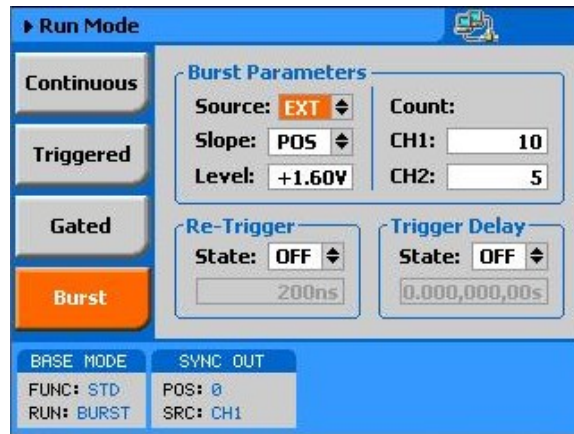 Run Mode
Continuous
Triggered
Gated
Burst
Burst Parameters
Source: EXT
Slope: POS
Level: +1.60V
Count:
CH1: 10
CH2: 5
Re-Trigger
State: OFF
200ns
Trigger Delay
State: OFF
0.000,000,00s
BASE MODE
FUNC: STD
RUN: BURST
SYNC OUT
POS: 0
SRC: CH1